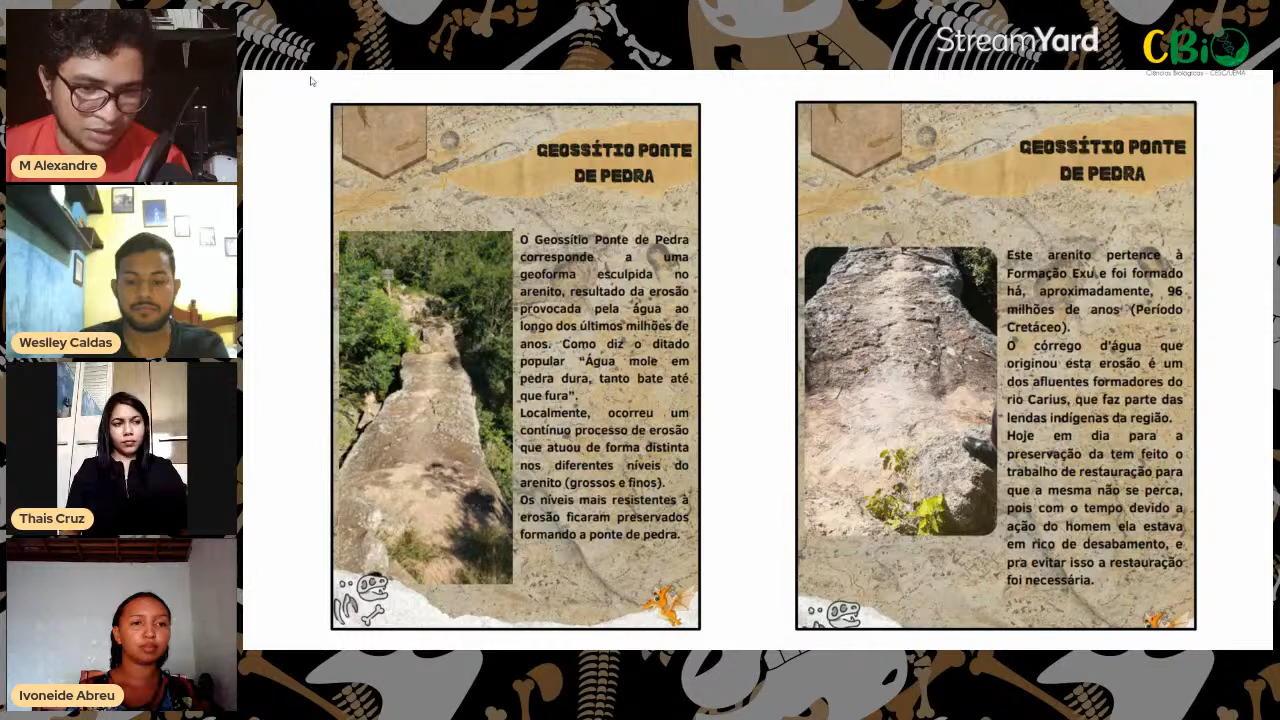 StreamYard
CBiO
Ciências Biológicas - CESC/UEMA
M Alexandre
Weslley Caldas
Thais Cruz
Ivoneide Abreu
GEOSSÍTIO PONTE
DE PEDRA
O Geossítio Ponte de Pedra
corresponde a uma
geoforma esculpida no
arenito, resultado da erosão
provocada pela água ao
longo dos últimos milhões de
anos. Como diz o ditado
popular “Água mole em
pedra dura, tanto bate até
que fura”.
Localmente, ocorreu um
contínuo processo de erosão
que atuou de forma distinta
nos diferentes níveis do
arenito (grossos e finos).
Os níveis mais resistentes à
erosão ficaram preservados
formando a ponte de pedra.
GEOSSÍTIO PONTE
DE PEDRA
Este arenito pertence à
Formação Exu e foi formado
há, aproximadamente, 96
milhões de anos (Período
Cretáceo).
O córrego d'água que
originou esta erosão é um
dos afluentes formadores do
rio Carius, que faz parte das
lendas indígenas da região.
Hoje em dia para a
preservação da tem feito o
trabalho de restauração para
que a mesma não se perca,
pois com o tempo devido a
ação do homem ela estava
em rico de desabamento, e
pra evitar isso a restauração
foi necessária.